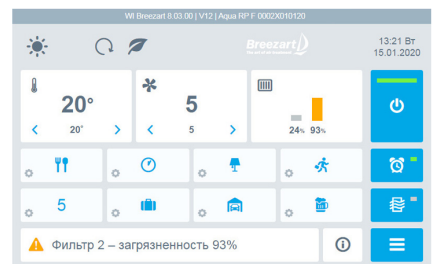 WI Breezart 8.03.00 | V12 | Aqua RP F 0002X010120
Breezart
13:21 Вт
15.01.2020
20°
5
20°
5
24% 93%
5
Фильтр 2 – загрязненность 93%